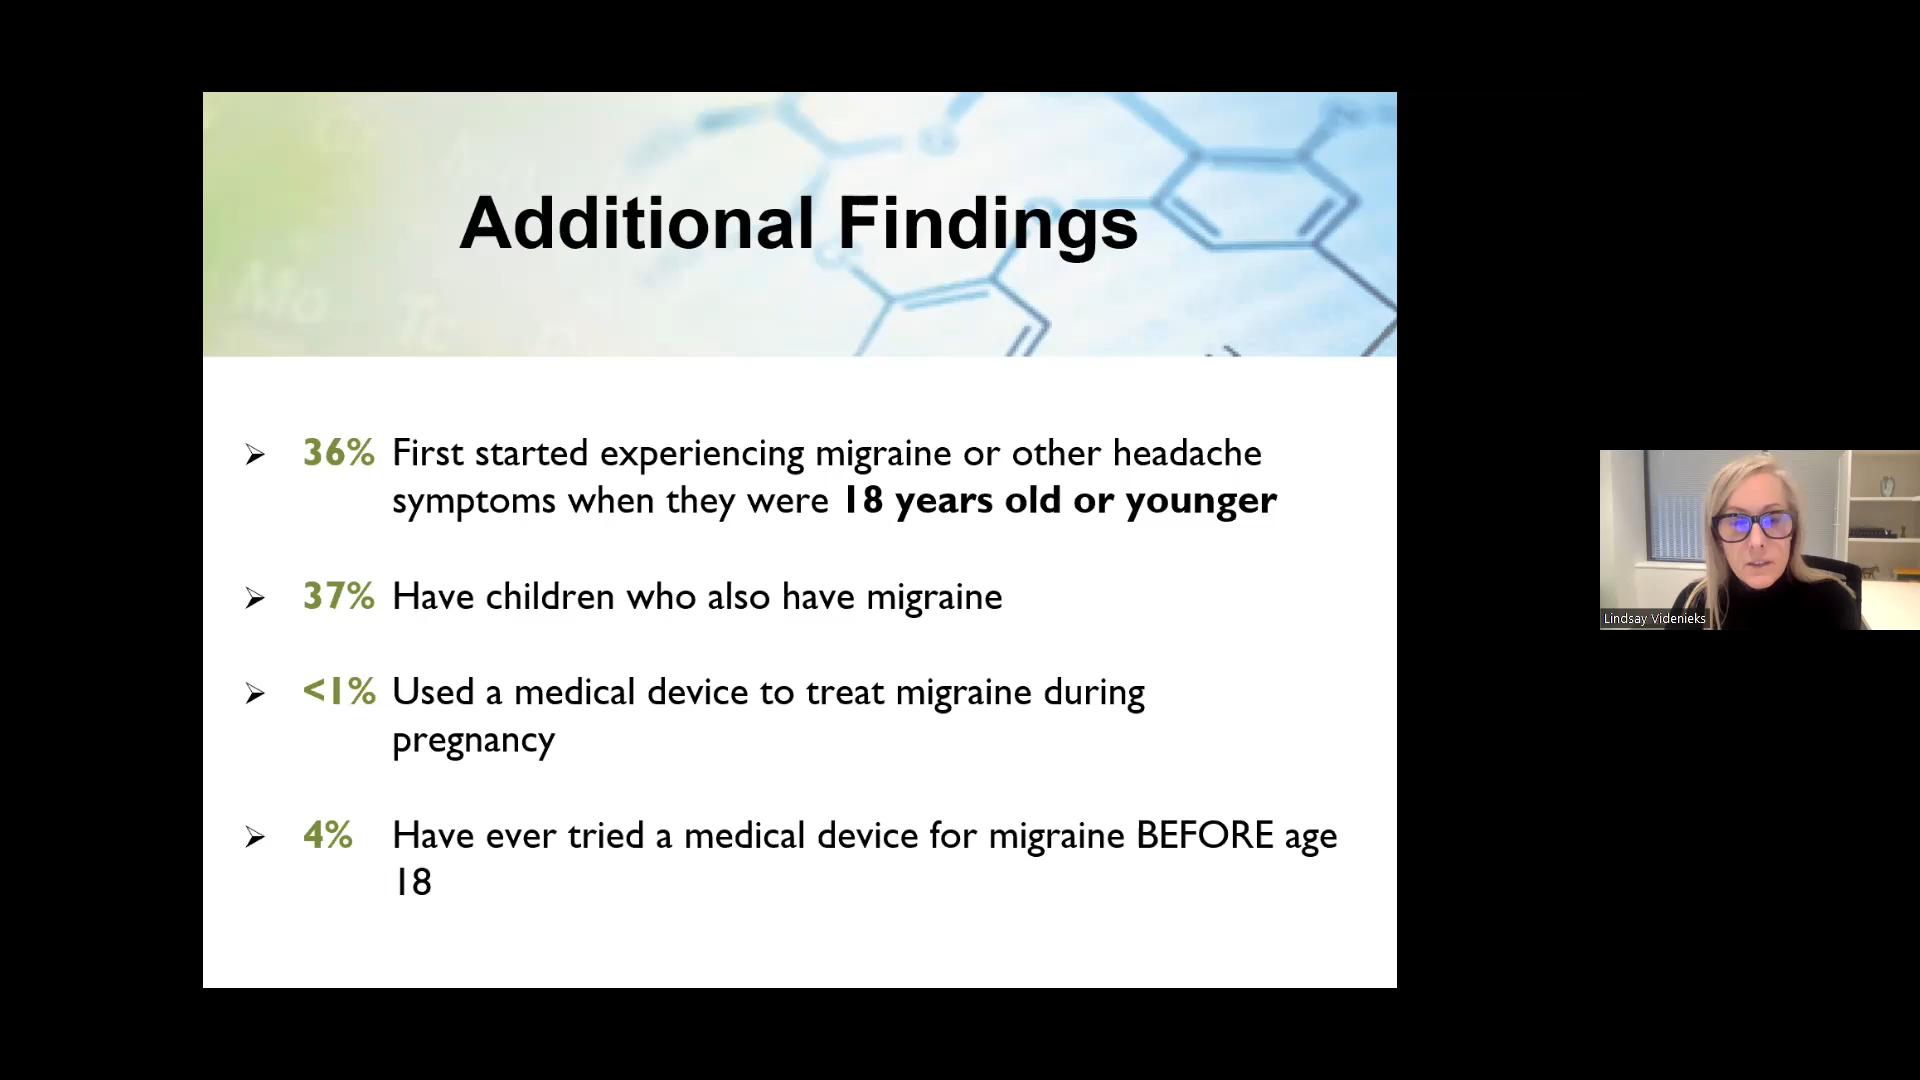 Additional Findings
➢ 36% First started experiencing migraine or other headache
symptoms when they were 18 years old or younger
➢ 37% Have children who also have migraine
➢ <1% Used a medical device to treat migraine during
pregnancy
➢ 4% Have ever tried a medical device for migraine BEFORE age
18
Mo
Tc
Lindsay Videnieks